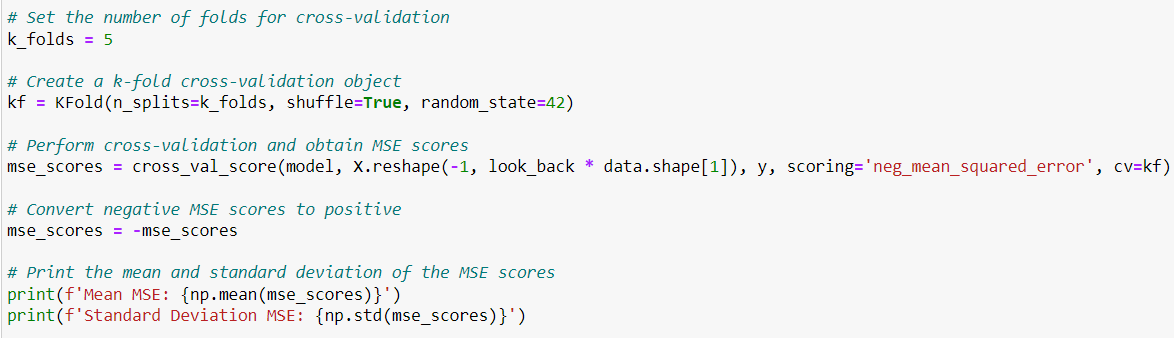 # Set the number of folds for cross-validation
k_folds = 5
# Create a k-fold cross-validation object
kf = KFold(n_splits=k_folds, shuffle=True, random_state=42)
# Perform cross-validation and obtain MSE scores
mse_scores = cross_val_score(model, X.reshape(-1, look_back * data.shape[1]), y, scoring='neg_mean_squared_error', cv=kf)
# Convert negative MSE scores to positive
mse_scores = -mse_scores
# Print the mean and standard deviation of the MSE scores
print(f'Mean MSE: {np.mean(mse_scores)}')
print(f'Standard Deviation MSE: {np.std(mse_scores)}')